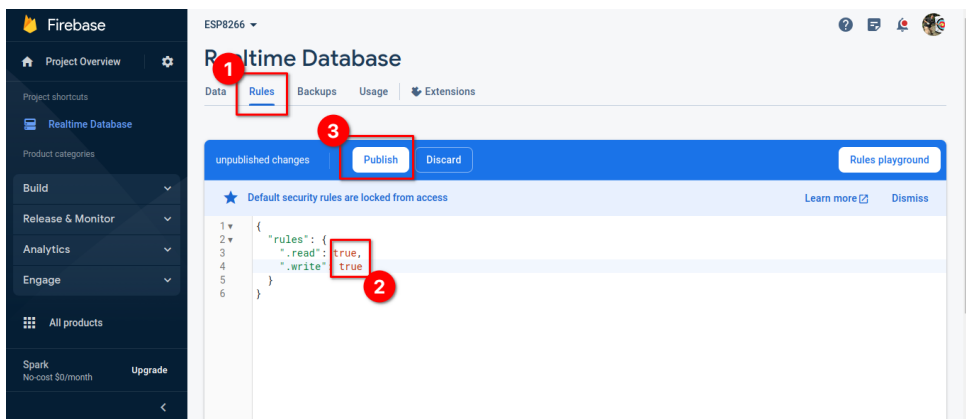 Firebase
ESP8266
Project Overview
Realtime Database
1
Data Rules Backups Usage Extensions
Project shortcuts
Realtime Database
Product categories
3
unpublished changes Publish Discard Rules playground
Default security rules are locked from access Learn more Dismiss
Build
Release & Monitor
Analytics
Engage
All products
Spark
No-cost $0/month
Upgrade
1 {
2 "rules": {
3 ".read": true,
4 ".write": true
5 }
6 }
2